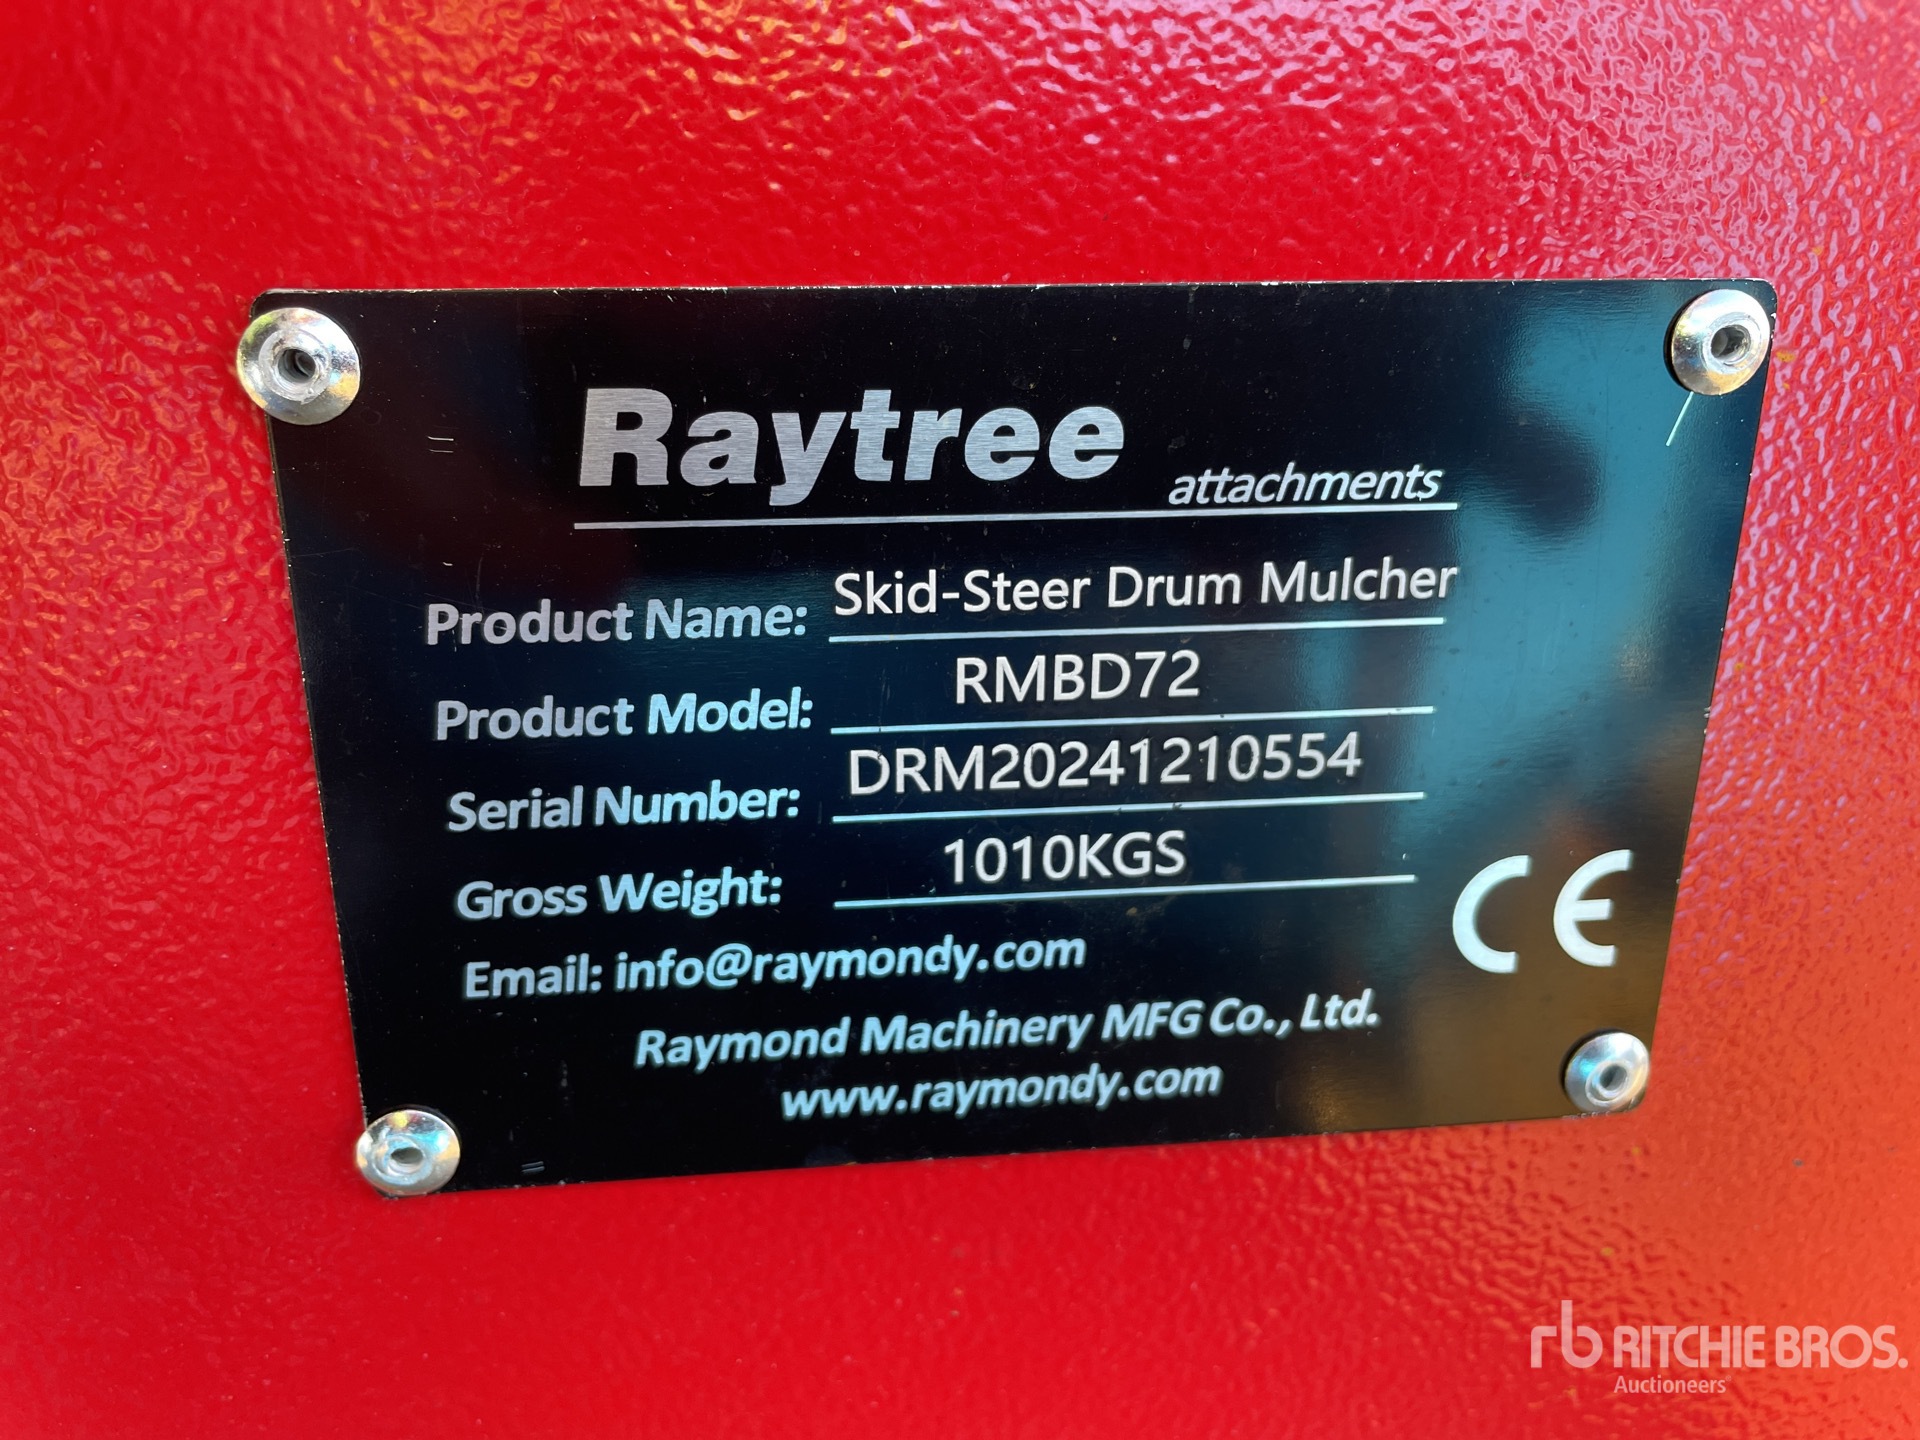 Raytree
attachments
Product Name: Skid-Steer Drum Mulcher
Product Model: RMBD72
Serial Number: DRM20241210554
Gross Weight: 1010KGS
Email: info@raymondy.com
CE
Raymond Machinery MFG Co., Ltd.
www.raymondy.com
rb RITCHIE BROS.
Auctioneers